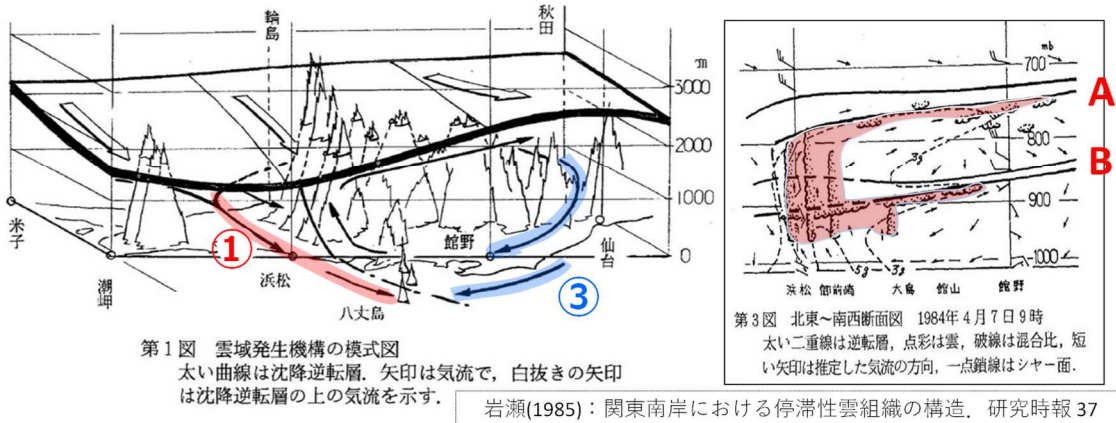 輪島
秋田
m
3000
2000
1000
0
米子
潮岬
①
浜松
八丈島
館野
仙台
③
第1図 雲域発生機構の模式図
太い曲線は沈降逆転層.矢印は気流で,白抜きの矢印
は沈降逆転層の上の気流を示す.
mb
700
A
800
3g
B
900
1000
5g 3g
浜松 御前崎 大島 館山 館野
第3図 北東~南西断面図 1984年4月7日9時
太い二重線は逆転層,点彩は雲,破線は混合比,短
い矢印は推定した気流の方向,一点鎖線はシャー面.
岩瀬(1985):関東南岸における停滞性雲組織の構造. 研究時報 37